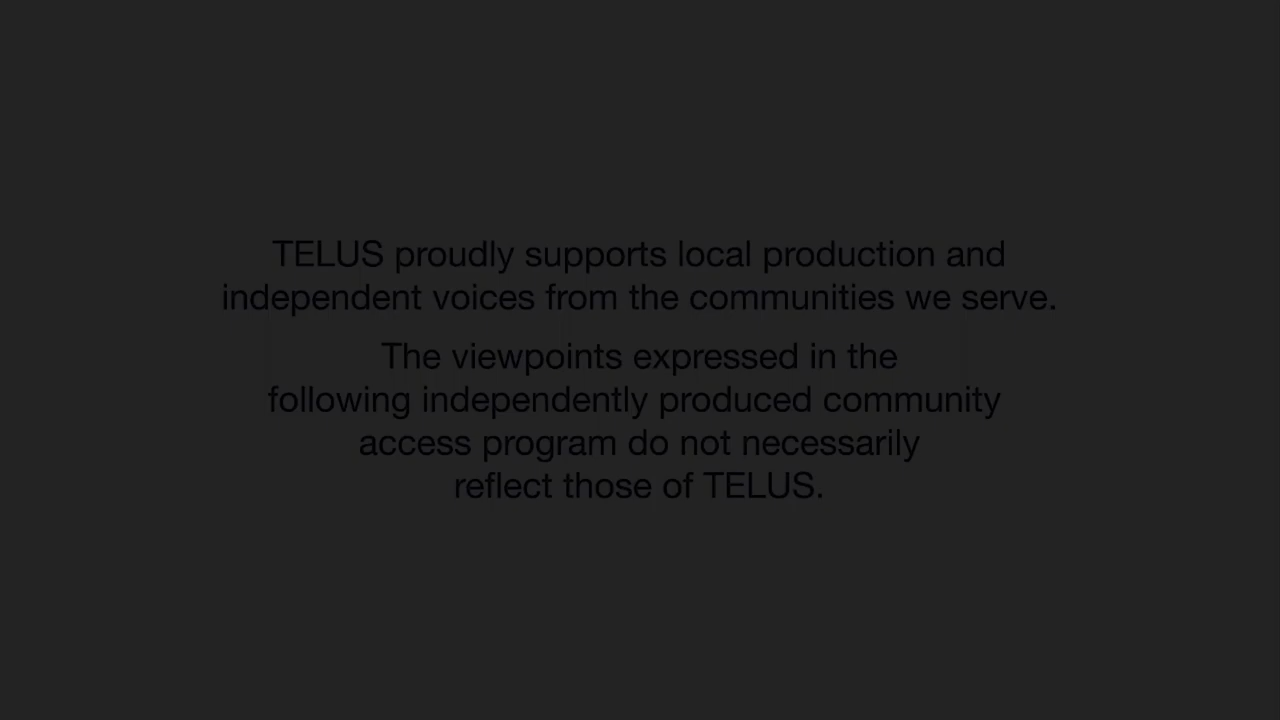 TELUS proudly supports local production and
independent voices from the communities we serve.
The viewpoints expressed in the
following independently produced community
access program do not necessarily
reflect those of TELUS.